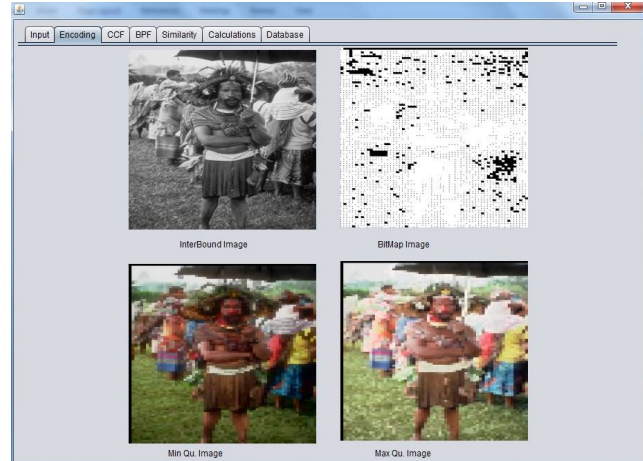 Input Encoding CCF BPF Similarity Calculations Database
InterBound Image BitMap Image
Min Qu. Image Max Qu. Image